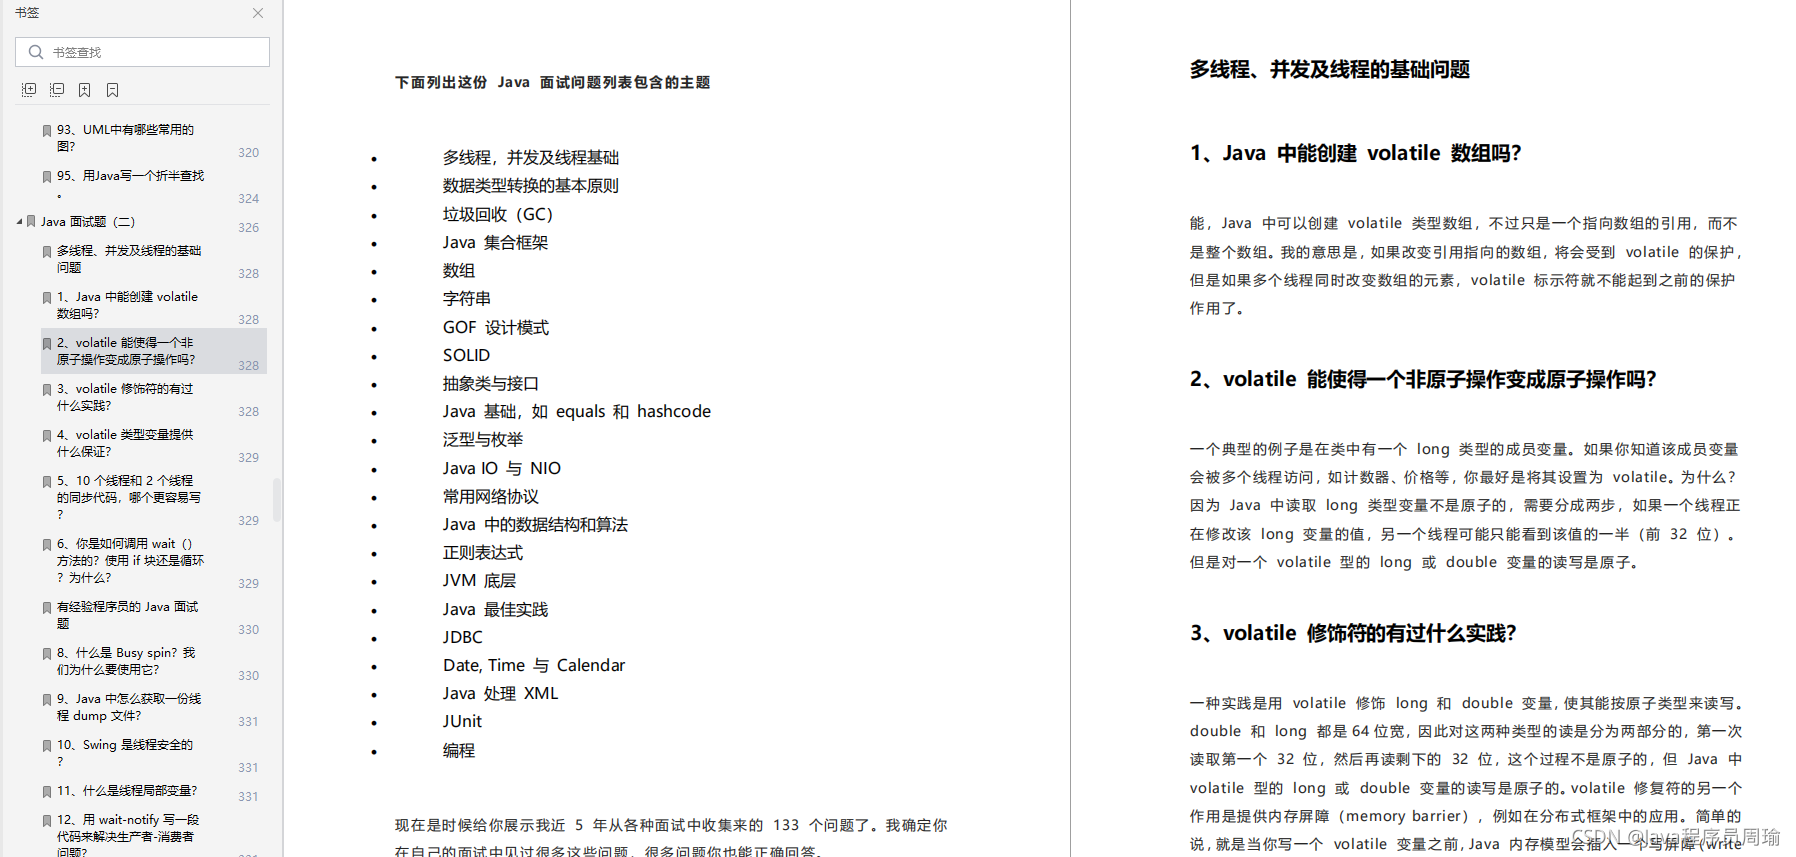 书签
书签查找
93、UML中有哪些常用的
图?
320
95、用Java写一个折半查找
。
324
Java 面试题（二）
326
多线程、并发及线程的基础
问题
328
1、Java 中能创建 volatile
数组吗?
328
2、volatile 能使得一个非
原子操作变成原子操作吗?
328
3、volatile 修饰符的有过
什么实践?
328
4、volatile 类型变量提供
什么保证?
329
5、10 个线程和 2 个线程
的同步代码，哪个更容易写
?
329
6、你是如何调用 wait（）
方法的? 使用 if 块还是循环
? 为什么?
329
有经验程序员的 Java 面试
题
330
8、什么是 Busy spin? 我
们为什么要使用它?
330
9、Java 中怎么获取一份线
程 dump 文件?
331
10、Swing 是线程安全的
?
331
11、什么是线程局部变量?
331
12、用 wait-notify 写一段
代码来解决生产者-消费者
问题?
下面列出这份 Java 面试问题列表包含的主题
• 多线程，并发及线程基础
• 数据类型转换的基本原则
• 垃圾回收（GC）
• Java 集合框架
• 数组
• 字符串
• GOF 设计模式
• SOLID
• 抽象类与接口
• Java 基础，如 equals 和 hashcode
• 泛型与枚举
• Java IO 与 NIO
• 常用网络协议
• Java 中的数据结构和算法
• 正则表达式
• JVM 底层
• Java 最佳实践
• JDBC
• Date, Time 与 Calendar
• Java 处理 XML
• JUnit
• 编程
现在是时候给你展示我近 5 年从各种面试中收集来的 133 个问题了。我确定你
在自己的面试中见过很多这些问题，很多问题你也能正确回答。
多线程、并发及线程的基础问题
1、Java 中能创建 volatile 数组吗?
能，Java 中可以创建 volatile 类型数组，不过只是一个指向数组的引用，而不
是整个数组。我的意思是，如果改变引用指向的数组，将会受到 volatile 的保护，
但是如果多个线程同时改变数组的元素，volatile 标示符就不能起到之前的保护
作用了。
2、volatile 能使得一个非原子操作变成原子操作吗?
一个典型的例子是在类中有一个 long 类型的成员变量。如果你知道该成员变量
会被多个线程访问，如计数器、价格等，你最好是将其设置为 volatile。为什么?
因为 Java 中读取 long 类型变量不是原子的，需要分成两步，如果一个线程正
在修改该 long 变量的值，另一个线程可能只能看到该值的一半（前 32 位）。
但是对一个 volatile 型的 long 或 double 变量的读写是原子。
3、volatile 修饰符的有过什么实践?
一种实践是用 volatile 修饰 long 和 double 变量，使其能按原子类型来读写。
double 和 long 都是 64 位宽，因此对这两种类型的读是分为两部分的，第一次
读取第一个 32 位，然后再读剩下的 32 位，这个过程不是原子的，但 Java 中
volatile 型的 long 或 double 变量的读写是原子的。volatile 修复符的另一个
作用是提供内存屏障（memory barrier），例如在分布式框架中的应用。简单的
说，就是当你写一个 volatile 变量之前，Java 内存模型会插入一个写屏障（write
CSDN @Java程序员周瑜